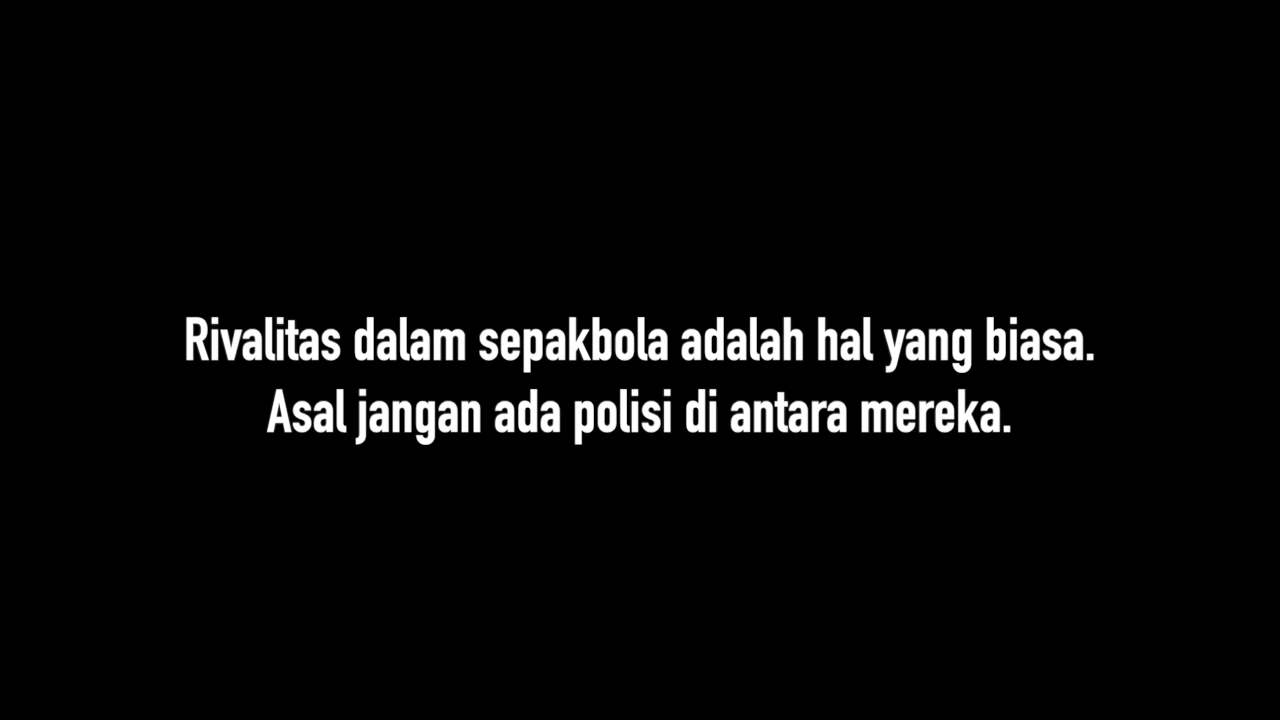 Rivalitas dalam sepakbola adalah hal yang biasa.
Asal jangan ada polisi di antara mereka.